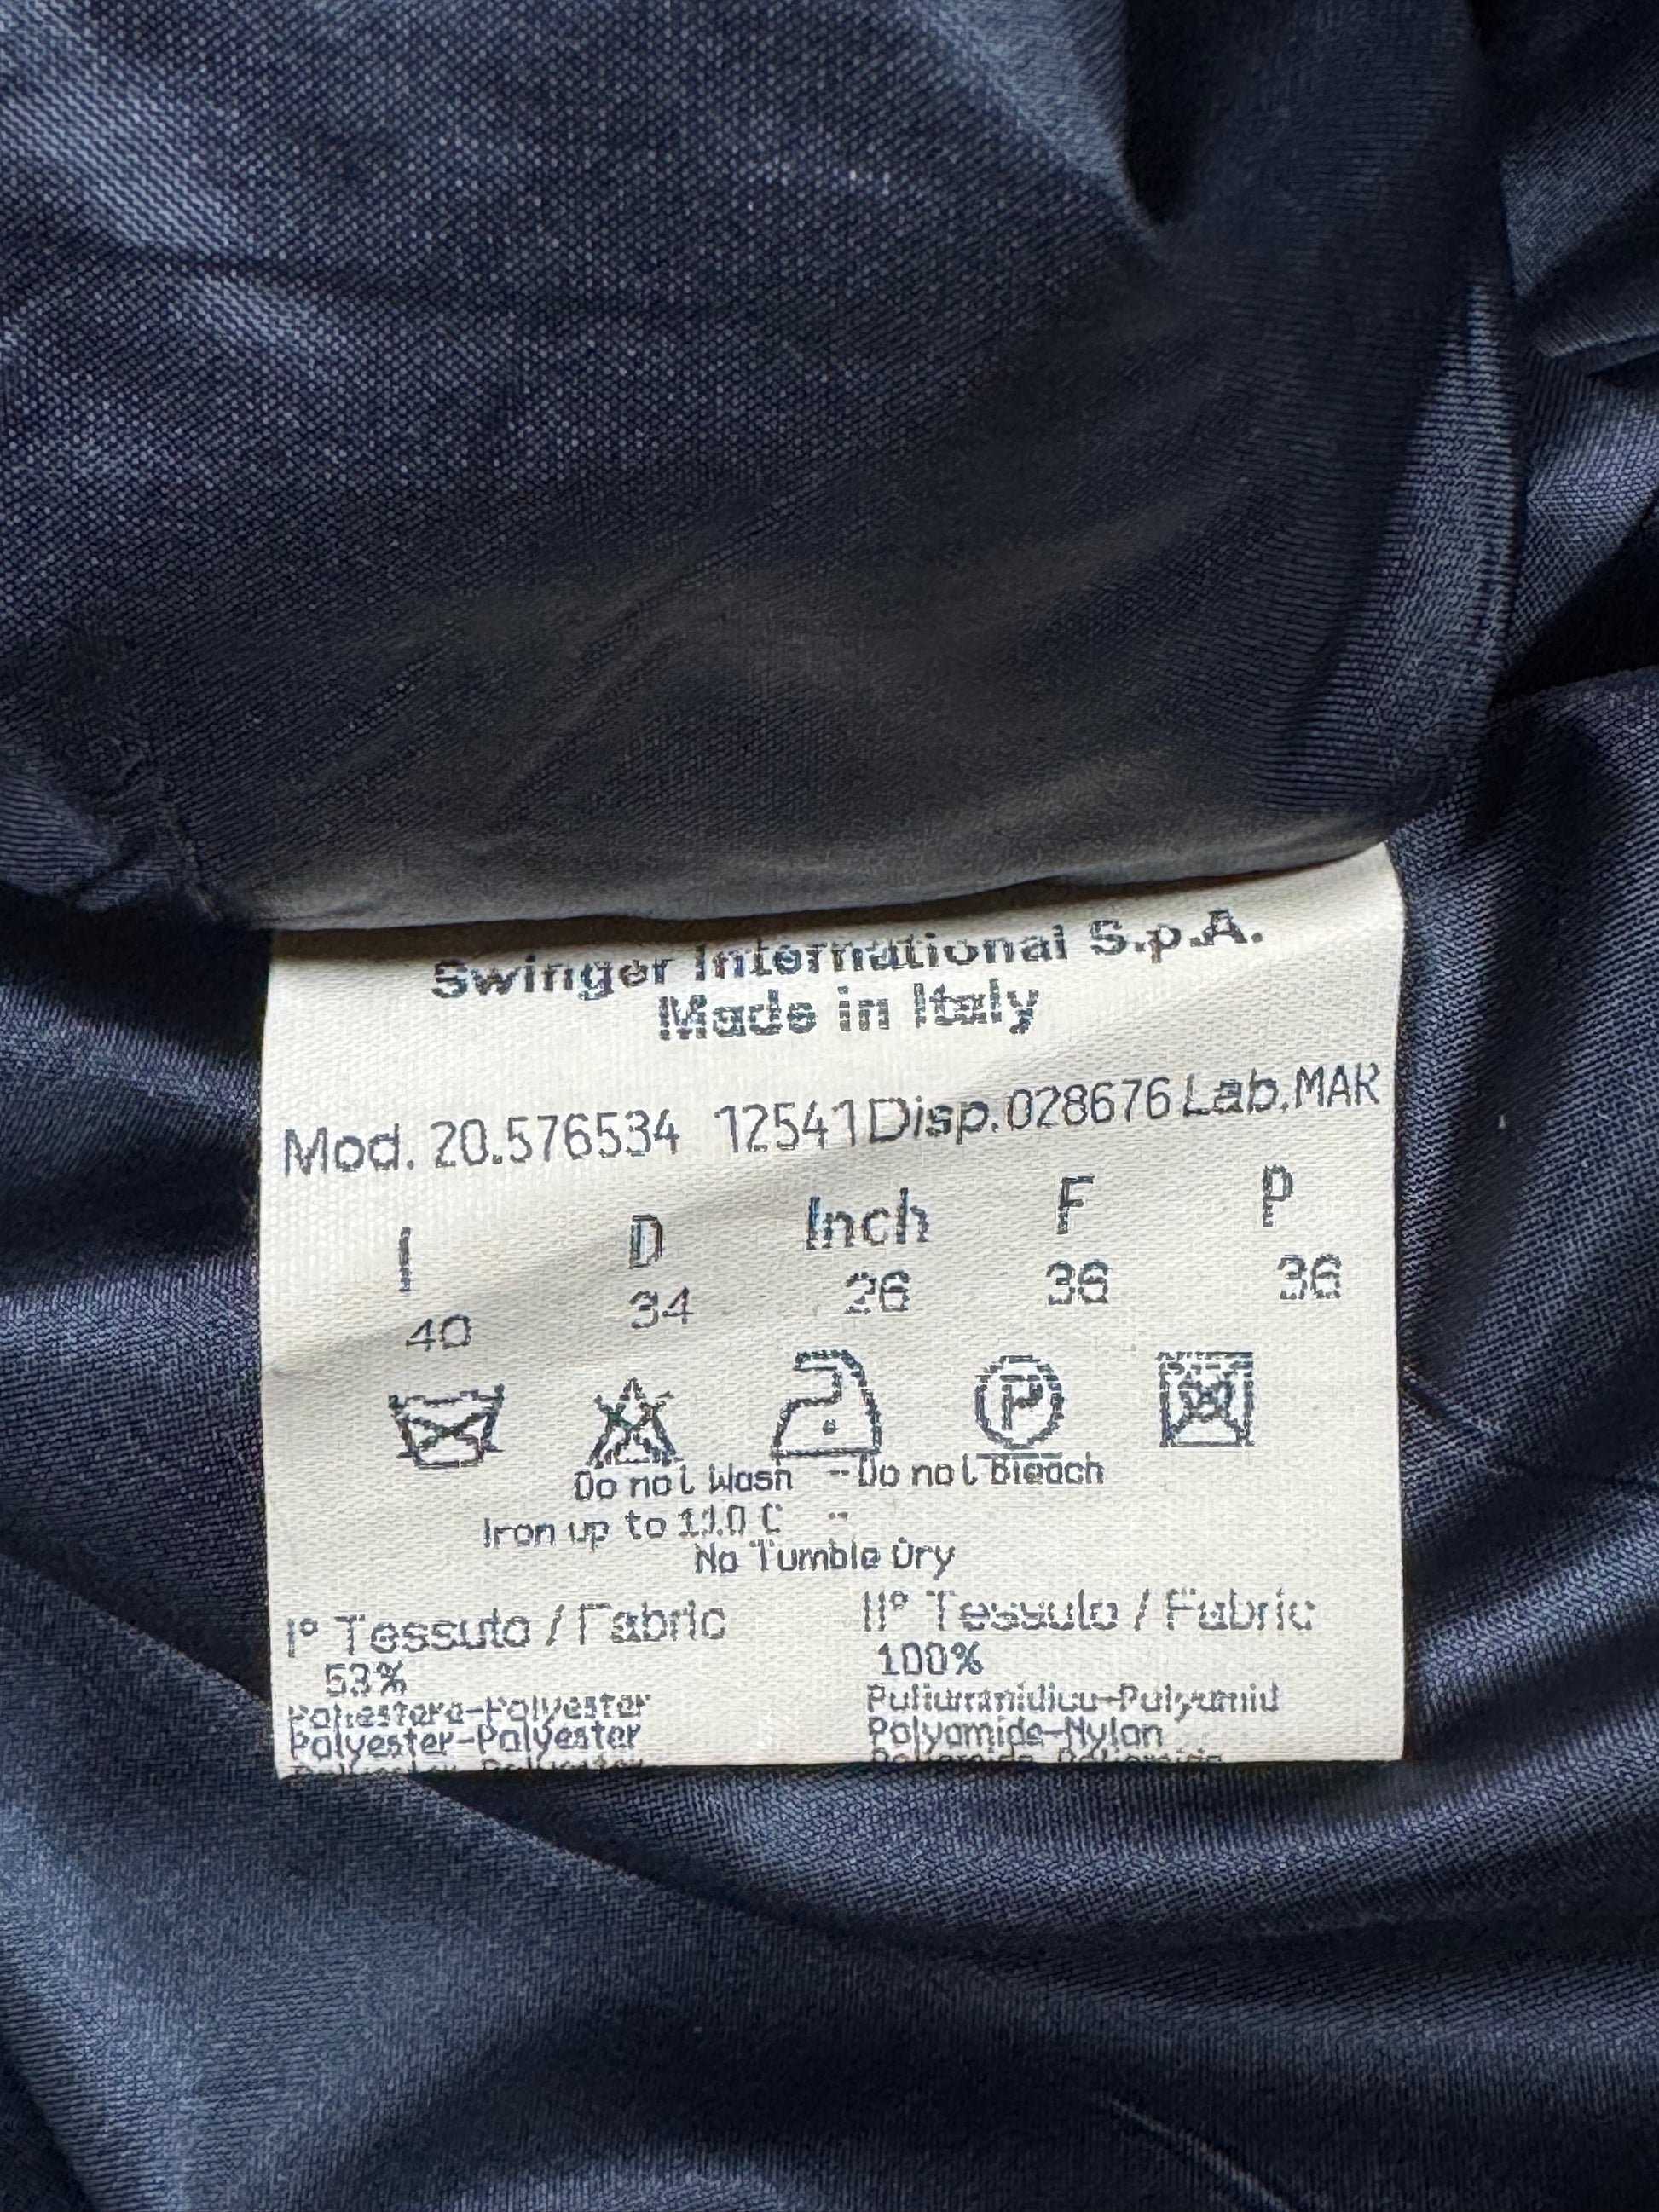 Swinger International S.p.A.
Made in Italy
Mod. 20.576534 12541 Disp.028676 Lab.MAR
I D Inch F P
40 34 26 36 36
P
Do not Wash -- Do not Bleach
Iron up to 110 C --
No Tumble Dry
I° Tessuto / Fabric II° Tessuto / Fabric
53% 100%
Poliestere-Polyester Poliammidica-Polyamid
Polyester-Polyester Polyamide-Nylon